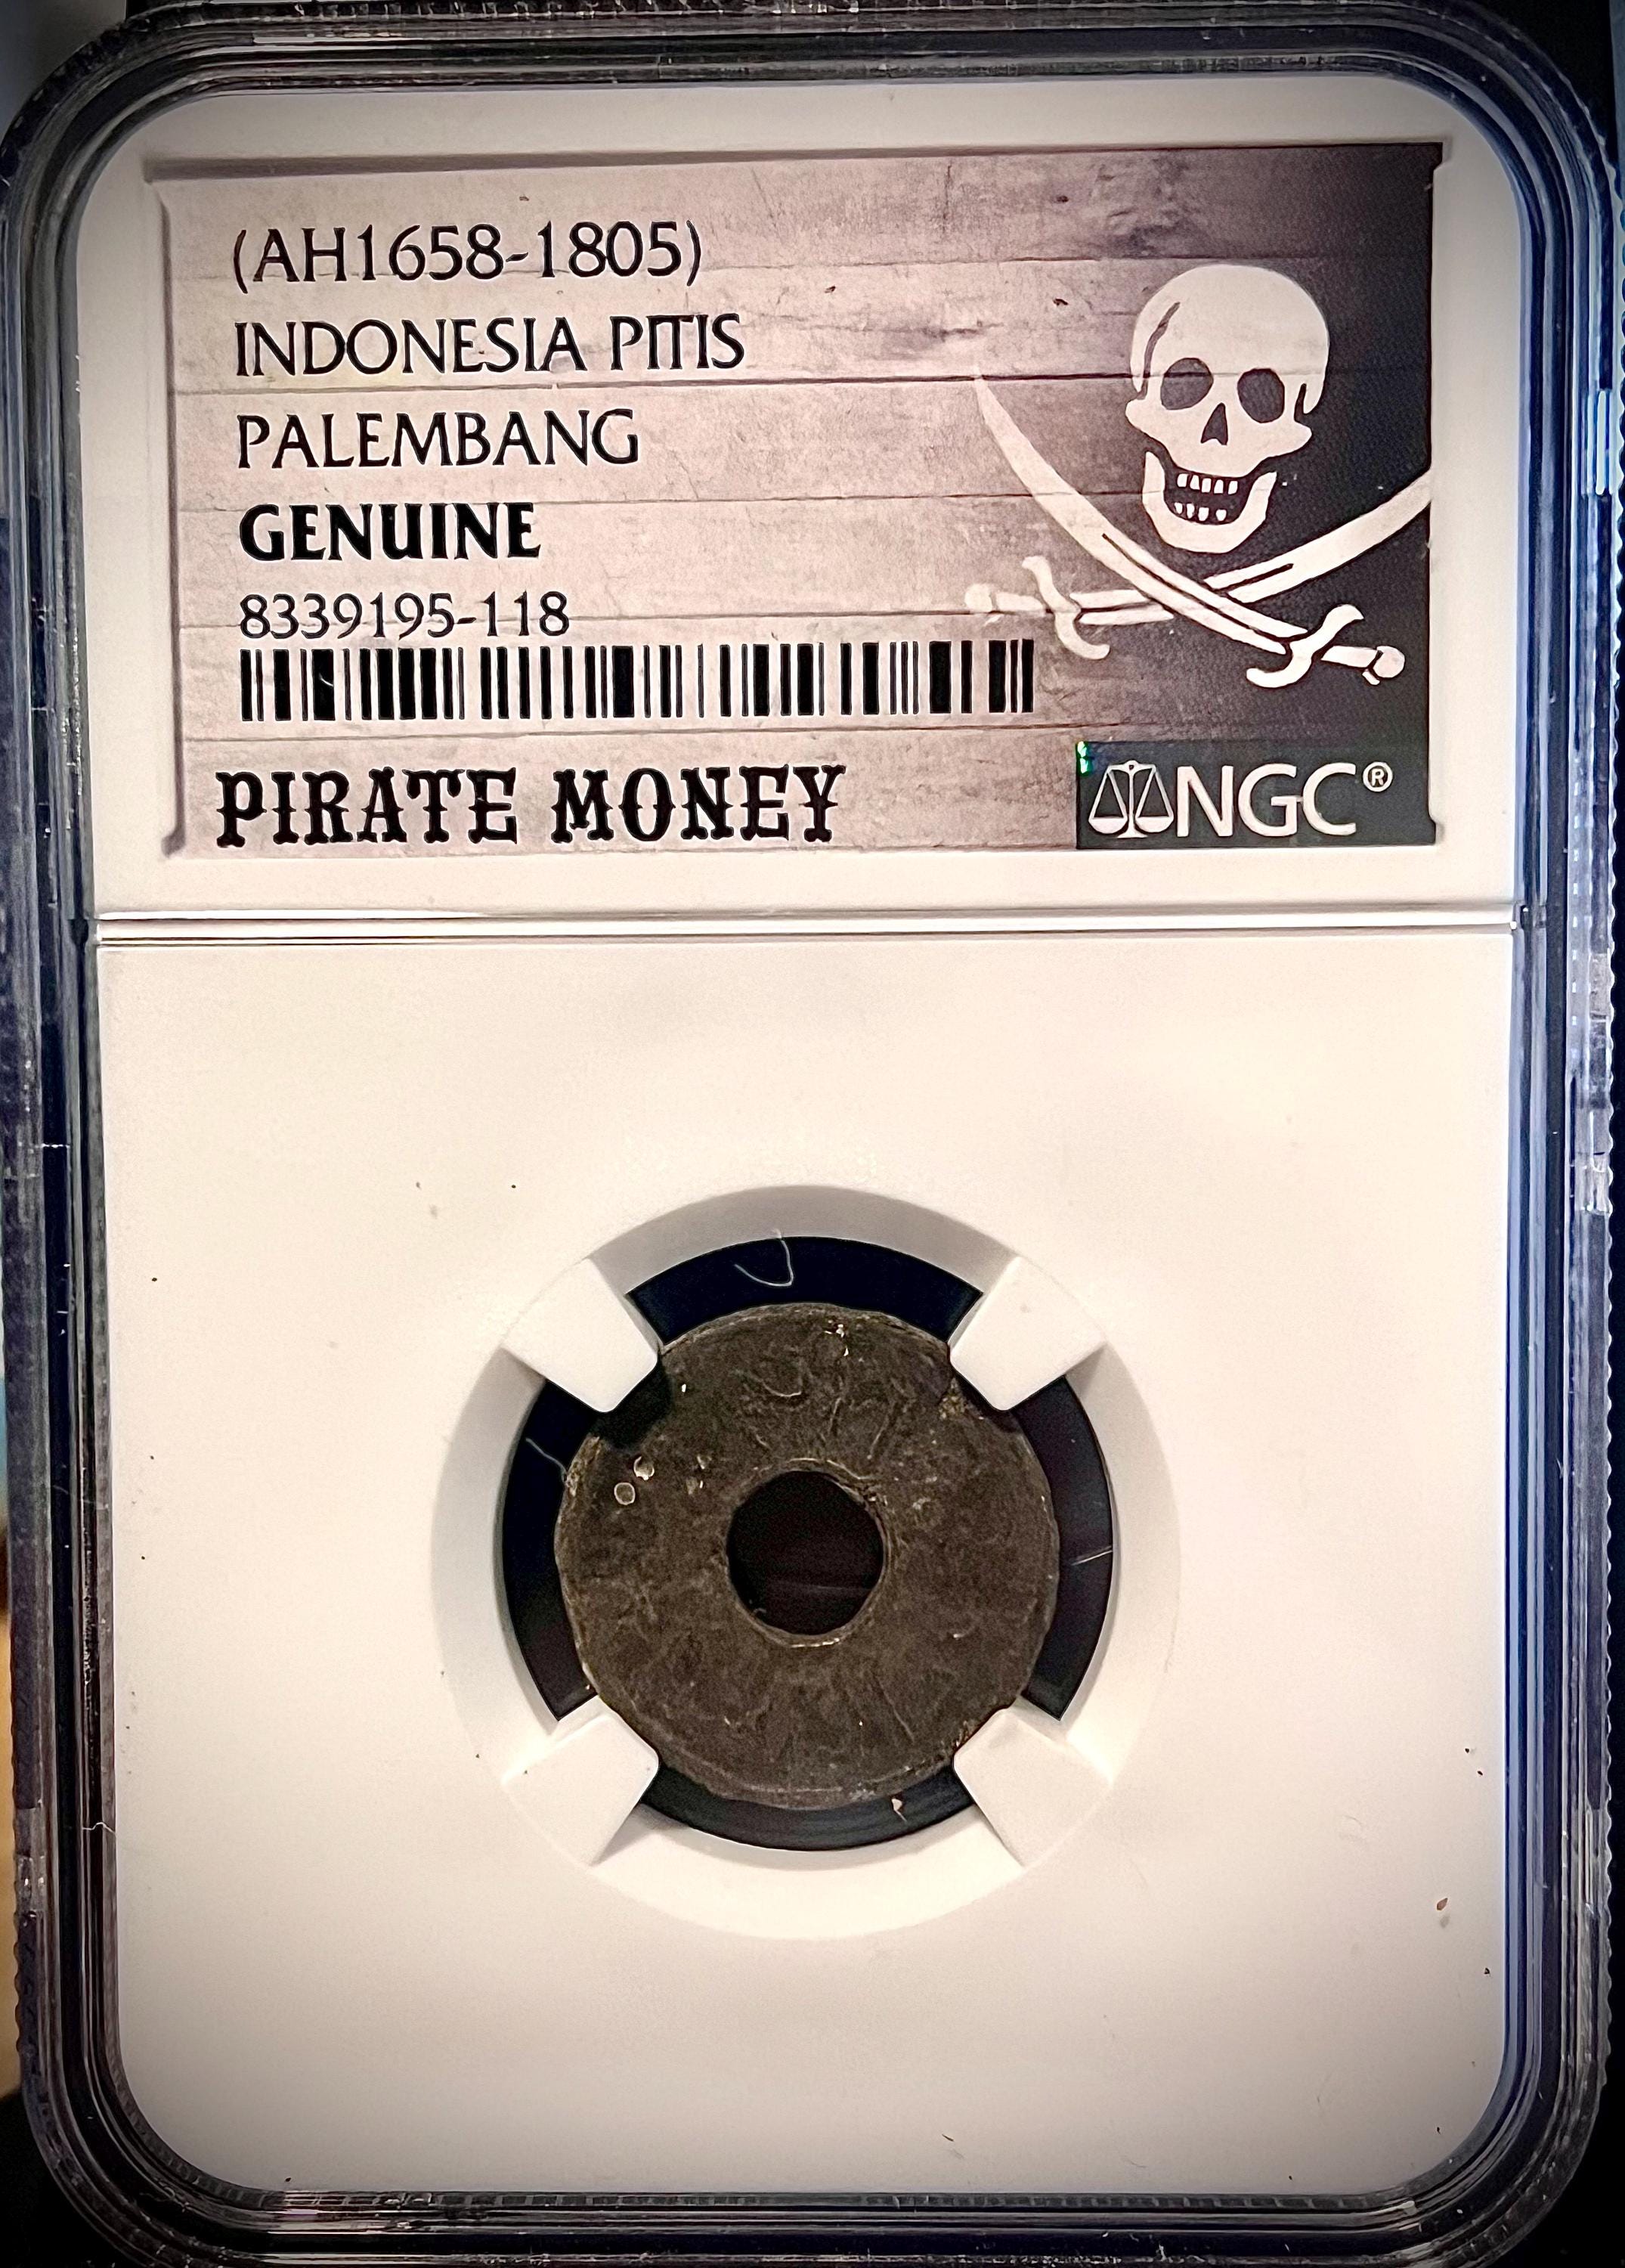 (AH1658-1805)
INDONESIA PITIS
PALEMBANG
GENUINE
8339195-118
PIRATE MONEY
NGC®